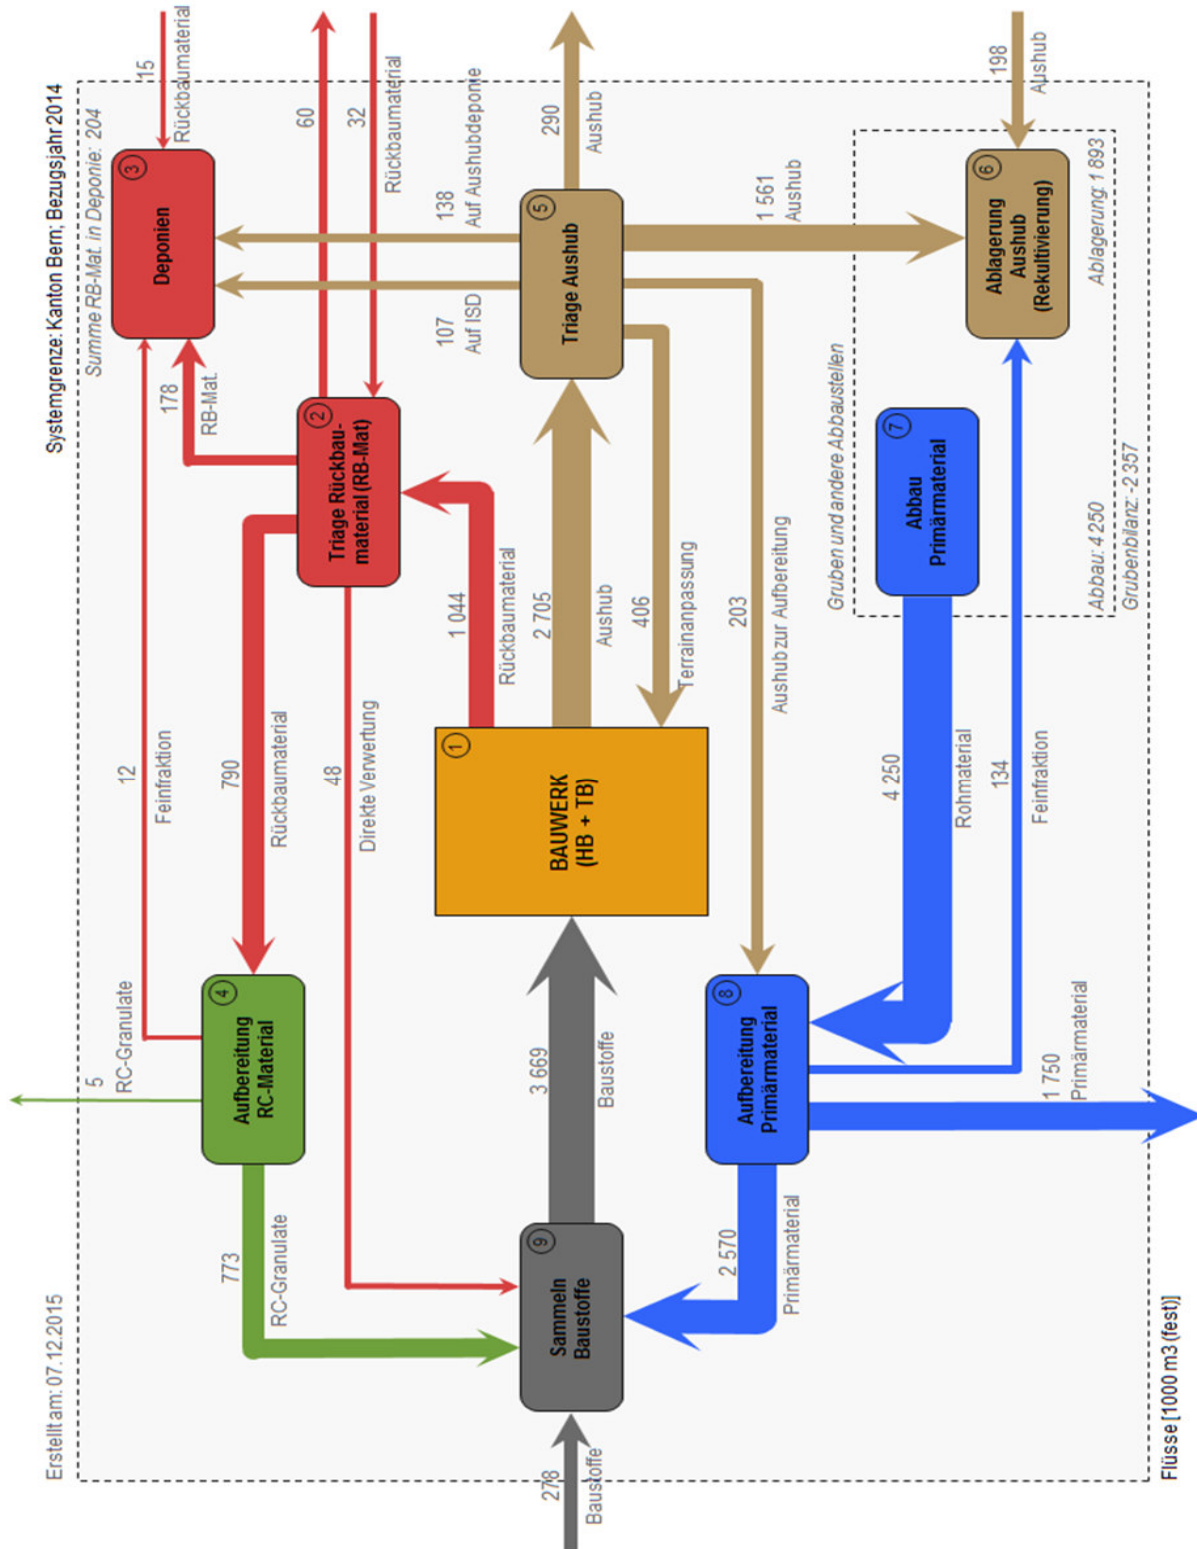 Erstellt am: 07.12.2015
Systemgrenze: Kanton Bern; Bezugsjahr 2014
5
RC-Granulate
12
Feinfraktion
Summe RB-Mat. in Deponie: 204
15
Rückbaumaterial
3
Deponien
178
RB-Mat.
773
RC-Granulate
4
Aufbereitung
RC-Material
790
Rückbaumaterial
48
Direkte Verwertung
2
Triage Rückbau-
material (RB-Mat)
60
32
Rückbaumaterial
1 044
Rückbaumaterial
107
Auf ISD
138
Auf Aushubdeponie
278
Baustoffe
9
Sammeln
Baustoffe
3 669
Baustoffe
1
BAUWERK
(HB + TB)
2 705
Aushub
406
Terrainanpassung
5
Triage Aushub
290
Aushub
203
Aushub zur Aufbereitung
1 561
Aushub
2 570
Primärmaterial
8
Aufbereitung
Primärmaterial
4 250
Rohmaterial
134
Feinfraktion
1 750
Primärmaterial
Gruben und andere Abbaustellen
7
Abbau
Primärmaterial
6
Ablagerung
Aushub
(Rekultivierung)
198
Aushub
Abbau: 4 250
Ablagerung: 1 893
Grubenbilanz: -2 357
Flüsse [1000 m3 (fest)]